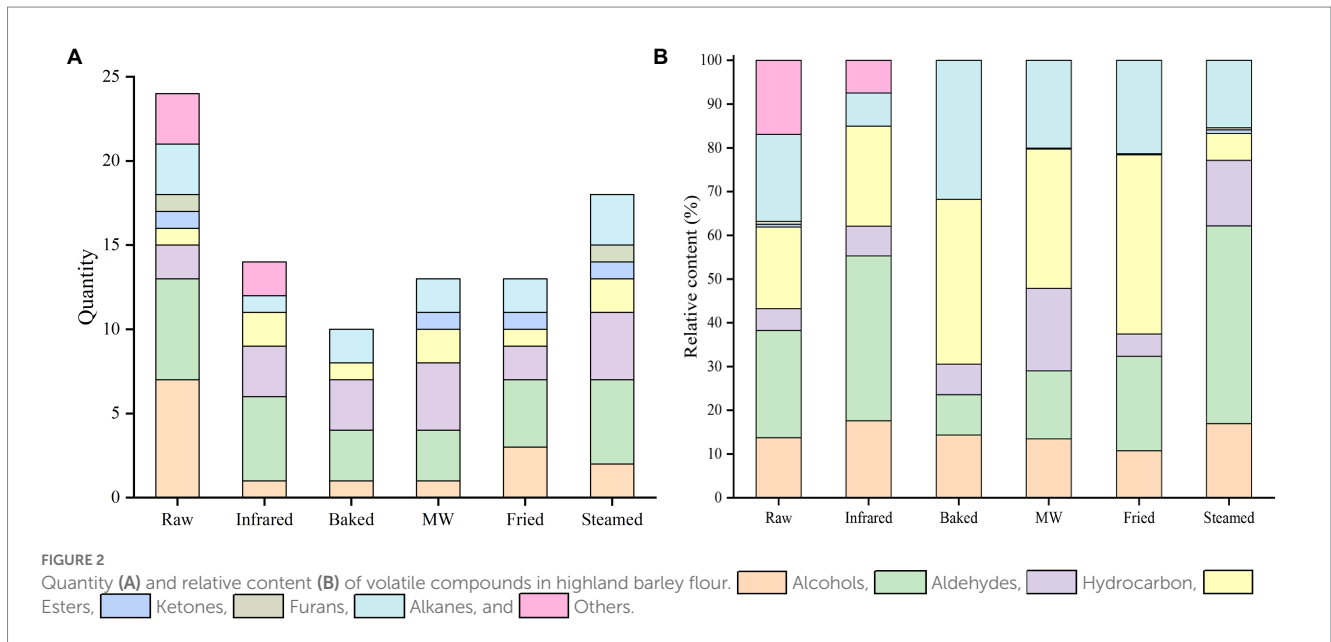 A
B
25
20
15
10
5
0
Quantity
Raw
Infrared
Baked
MW
Fried
Steamed
100
90
80
70
60
50
40
30
20
10
0
Relative content (%)
Raw
Infrared
Baked
MW
Fried
Steamed
FIGURE 2
Quantity (A) and relative content (B) of volatile compounds in highland barley flour. Alcohols, Aldehydes, Hydrocarbon,
Esters, Ketones, Furans, Alkanes, and Others.